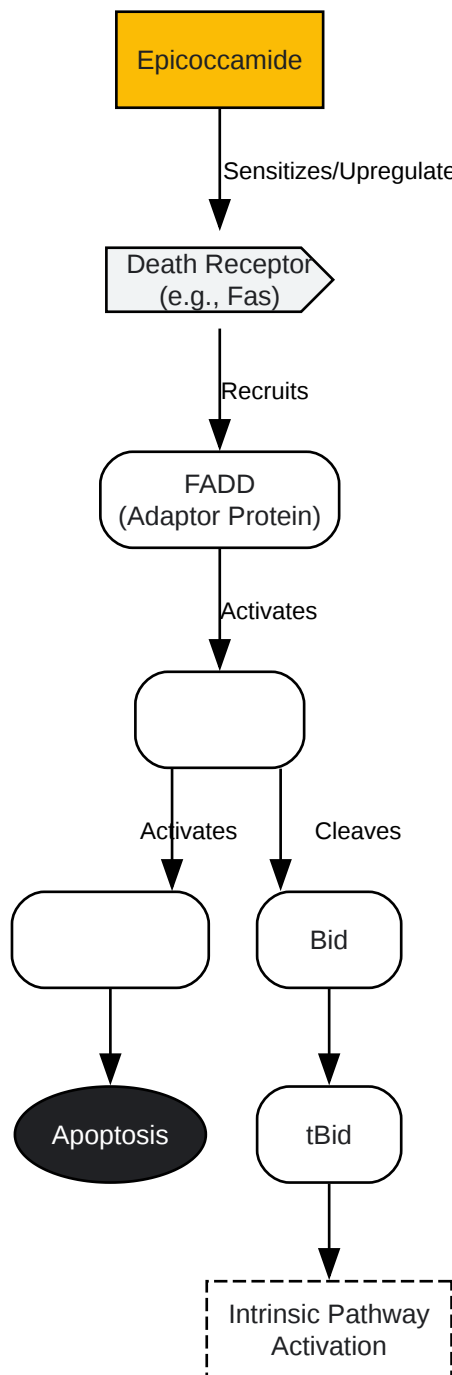 Epicoccamide
Sensitizes/Upregulate
Death Receptor
(e.g., Fas)
Recruits
FADD
(Adaptor Protein)
Activates
Activates
Cleaves
Bid
Apoptosis
tBid
Intrinsic Pathway
Activation